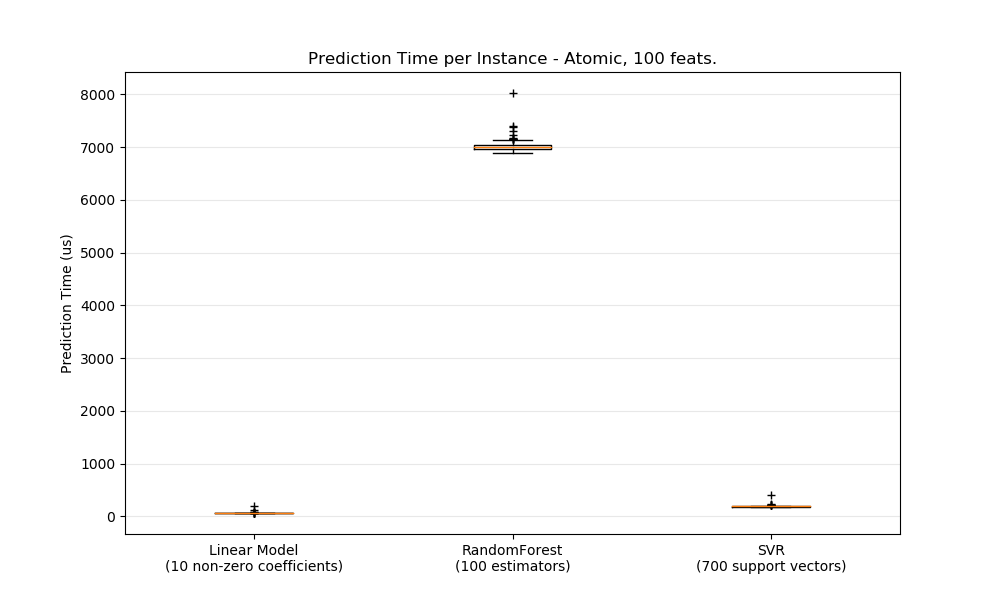 Prediction Time per Instance - Atomic, 100 feats.
8000
7000
6000
5000
4000
3000
2000
1000
0
Prediction Time (us)
Linear Model
(10 non-zero coefficients)
RandomForest
(100 estimators)
SVR
(700 support vectors)